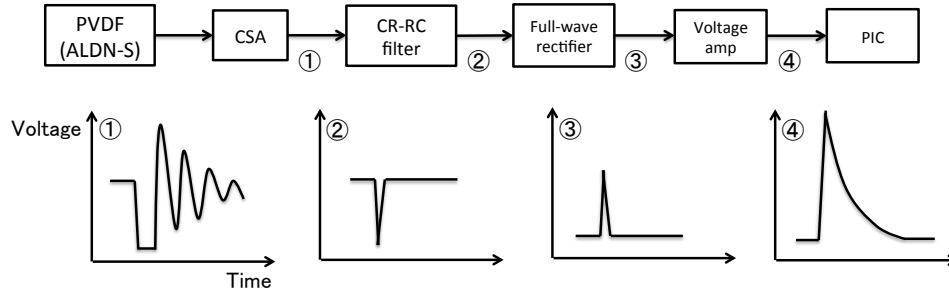 PVDF
(ALDN-S)
CSA
CR-RC
filter
Full-wave
rectifier
Voltage
amp
PIC
①
②
③
④
Voltage
①
②
③
④
Time